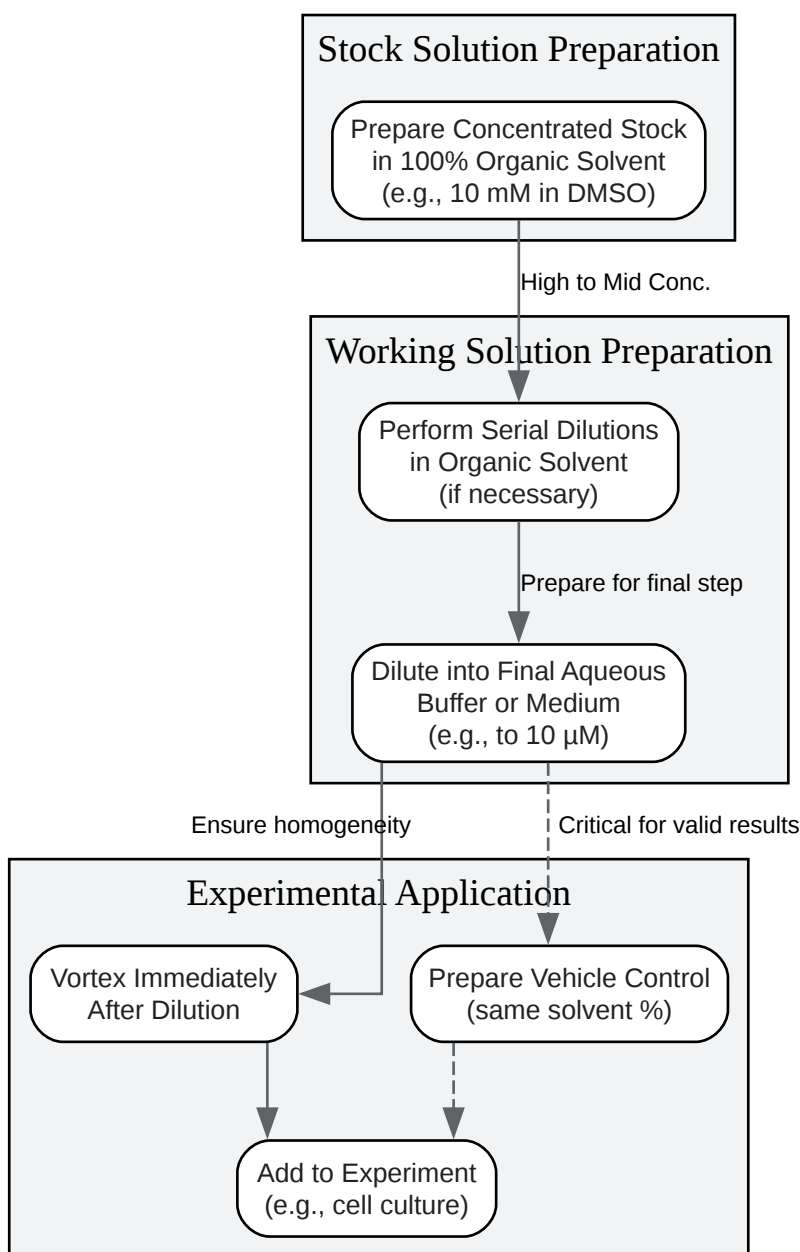 Stock Solution Preparation
Prepare Concentrated Stock
in 100% Organic Solvent
(e.g., 10 mM in DMSO)
High to Mid Conc.
Working Solution Preparation
Perform Serial Dilutions
in Organic Solvent
(if necessary)
Prepare for final step
Dilute into Final Aqueous
Buffer or Medium
(e.g., to 10 µM)
Ensure homogeneity
Critical for valid results
Experimental Application
Vortex Immediately
After Dilution
Prepare Vehicle Control
(same solvent %)
Add to Experiment
(e.g., cell culture)